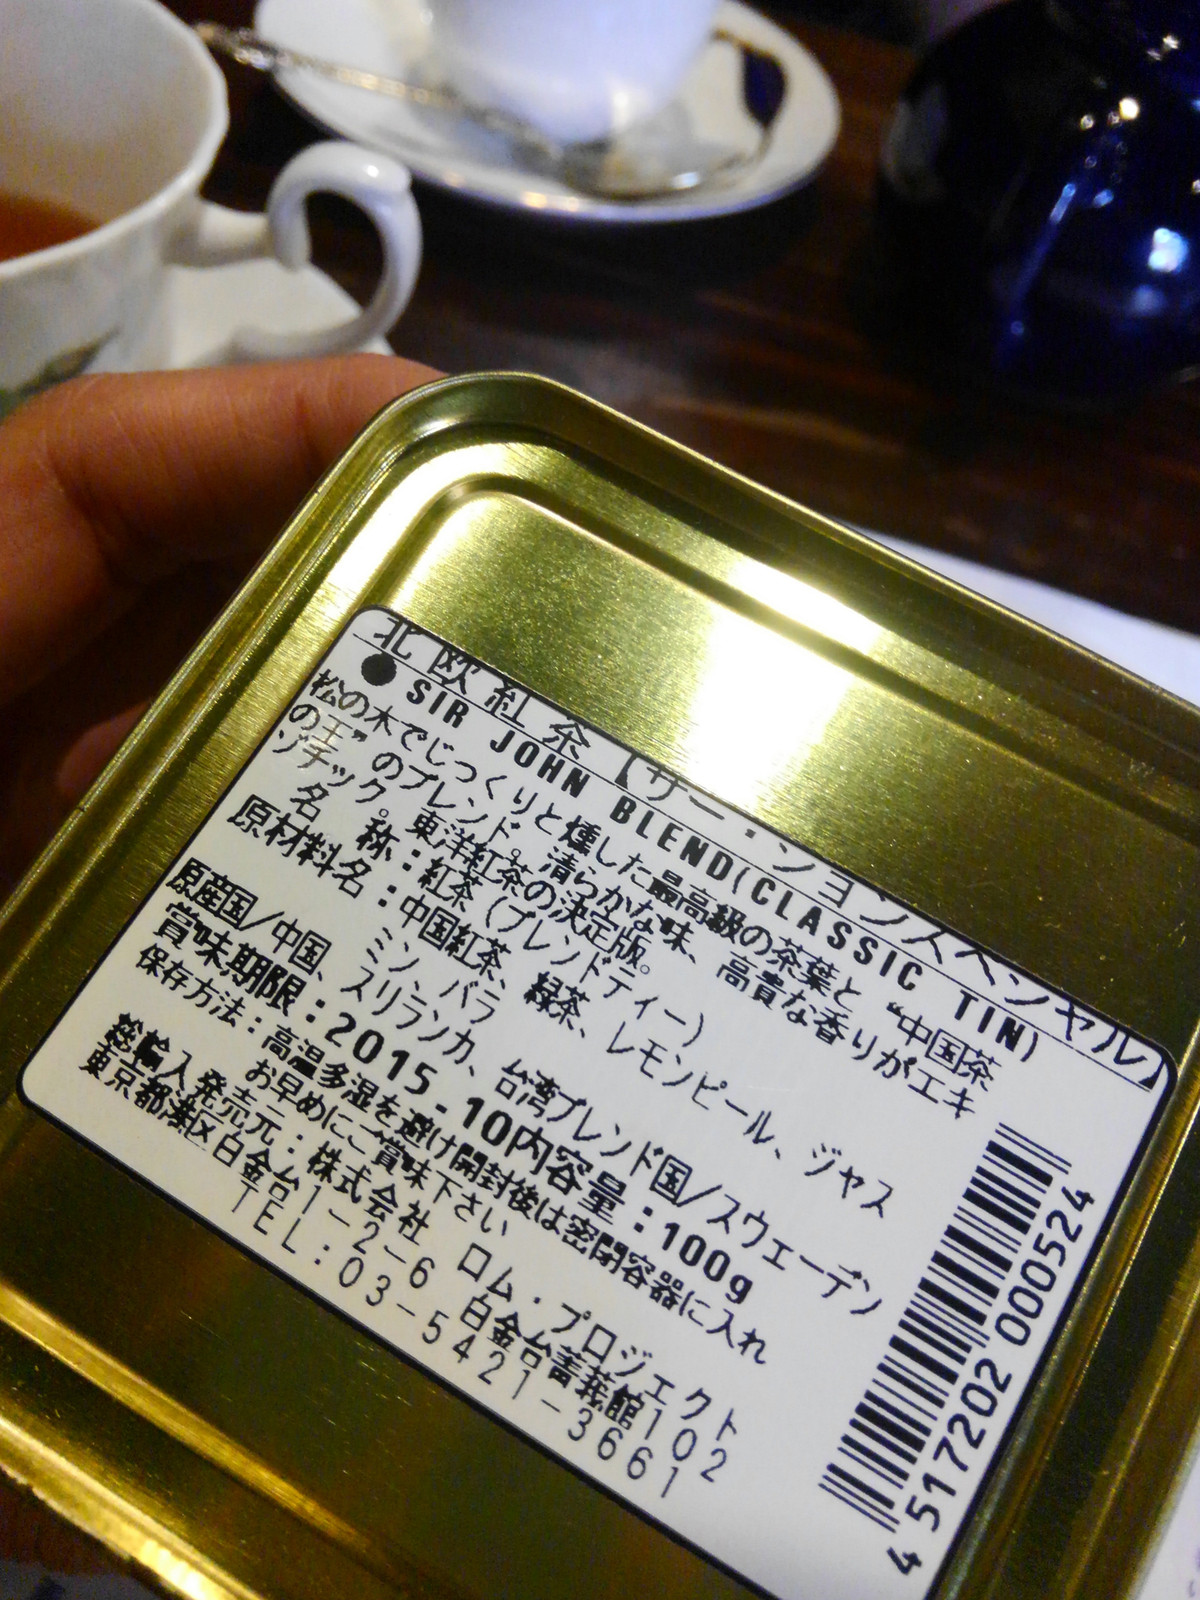 北欧紅茶【サー・ジョンスペシャル】
●SIR JOHN BLEND(CLASSIC TIN)
松の木でじっくりと燻した最高級の茶葉と“中国茶
の王”のブレンド。清らかな味、高貴な香りがエキ
ゾチック。東洋紅茶の決定版。
名称:紅茶(ブレンドティー)
原材料名:中国紅茶、緑茶、レモンピール、ジャス
ミン、バラ
原産国/中国、スリランカ、台湾ブレンド国/スウェーデン
賞味期限:2015-10内容量:100g
保存方法:高温多湿を避け開封後は密閉容器に入れ
お早めにご賞味下さい
総輸入発売元:株式会社 ロム・プロジェクト
東京都港区白金台1-2-6 白金台菁莪館102
TEL:03-5421-3661
4 517202 000524